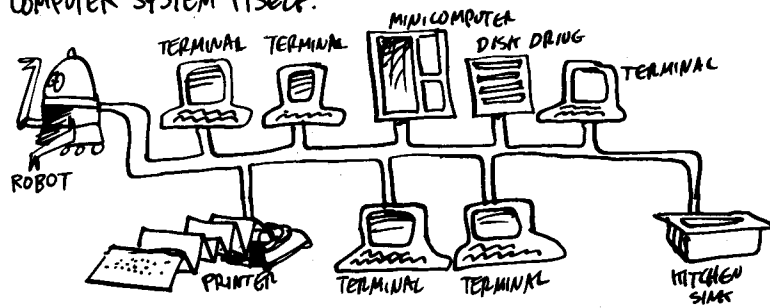 COMPUTER SYSTEM ITSELF.
MINICOMPUTER
TERMINAL TERMINAL DISK DRIVE TERMINAL
ROBOT
PRINTER TERMINAL TERMINAL KITCHEN
SINK